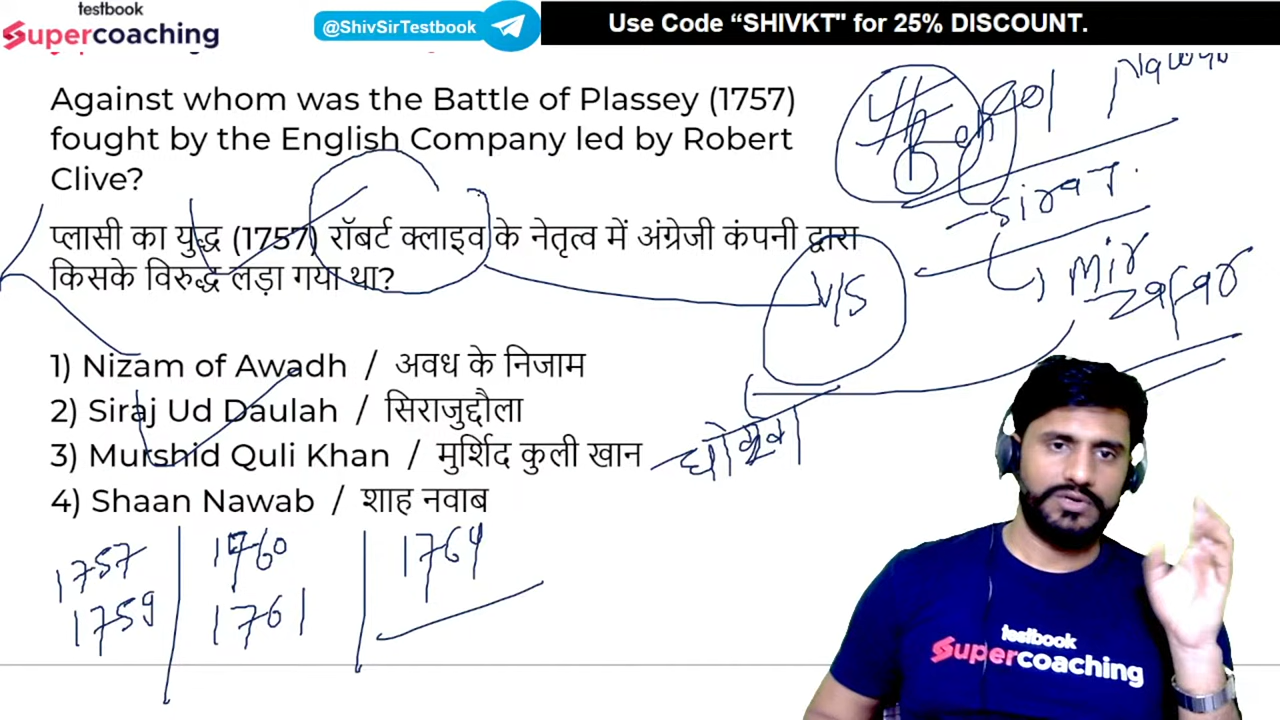 testbook
Supercoaching
@ShivSirTestbook
Use Code “SHIVKT" for 25% DISCOUNT.
Against whom was the Battle of Plassey (1757)
fought by the English Company led by Robert
Clive?
प्लासी का युद्ध (1757) रॉबर्ट क्लाइव के नेतृत्व में अंग्रेजी कंपनी द्वारा
किसके विरुद्ध लड़ा गया था?
1) Nizam of Awadh / अवध के निजाम
2) Siraj Ud Daulah / सिराजुद्दौला
3) Murshid Quli Khan / मुर्शिद कुली खान
4) Shaan Nawab / शाह नवाब
Nawab
Siraj.
V/S
Mir
Zafar
1757
1759
1760
1761
1764
testbook
Supercoaching